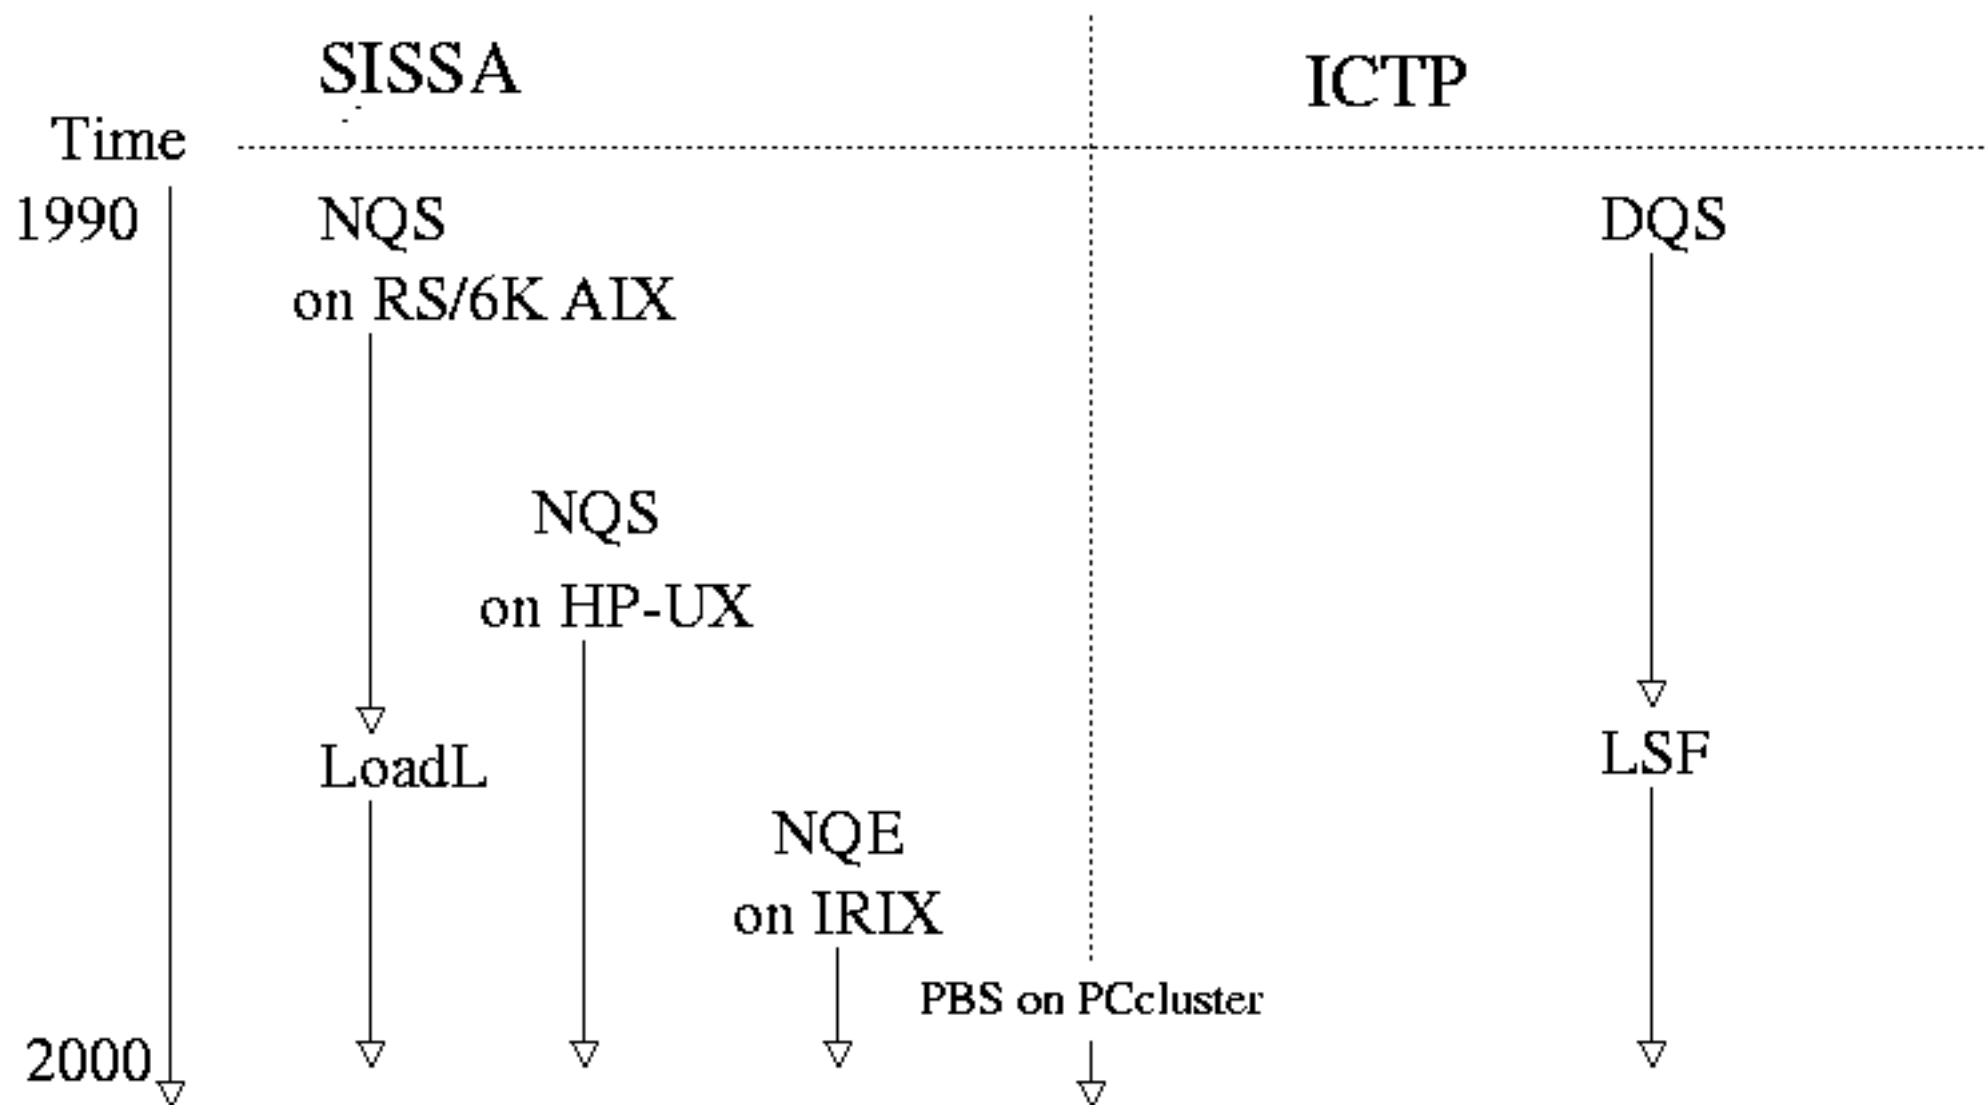 SISSA
ICTP
Time
1990
NQS
on RS/6K AIX
DQS
NQS
on HP-UX
LoadL
LSF
NQE
on IRIX
PBS on PCcluster
2000